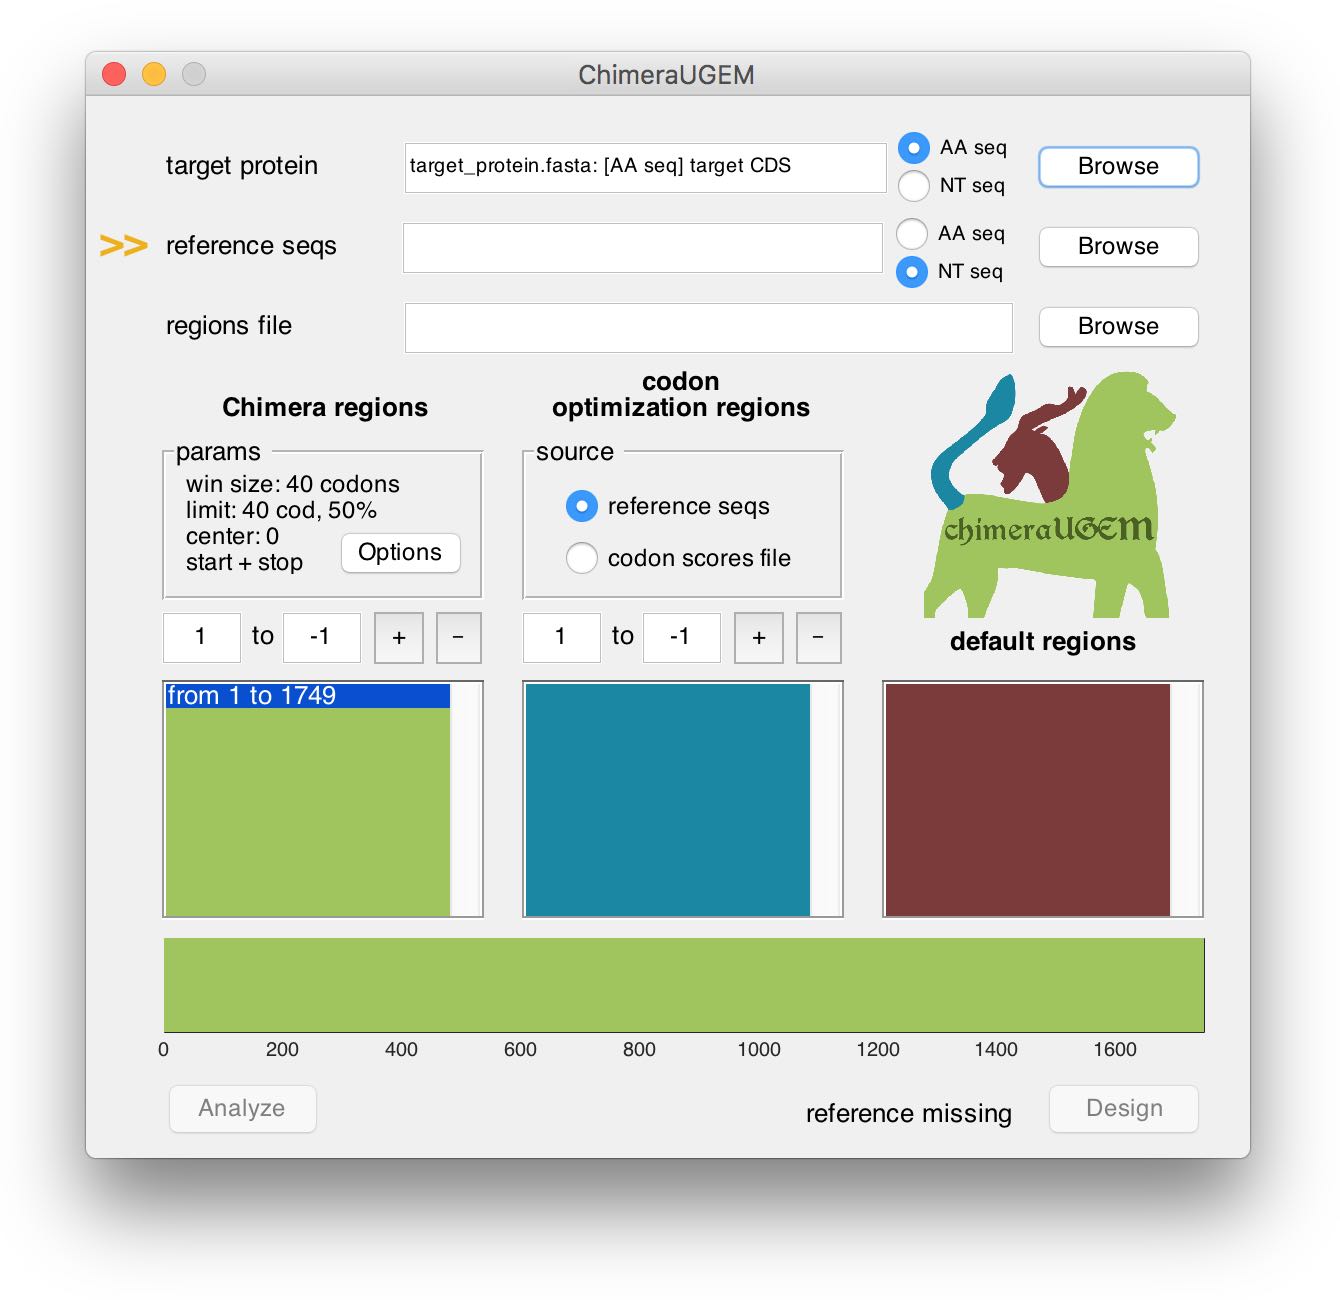 ChimeraUGEM
target protein
target_protein.fasta: [AA seq] target CDS
AA seq
NT seq
Browse
>>
reference seqs
AA seq
NT seq
Browse
regions file
Browse
Chimera regions
params
win size: 40 codons
limit: 40 cod, 50%
center: 0
start + stop
Options
1 to -1 + -
from 1 to 1749
codon
optimization regions
source
reference seqs
codon scores file
1 to -1 + -
chimeraUGEM
default regions
0 200 400 600 800 1000 1200 1400 1600
Analyze
reference missing
Design